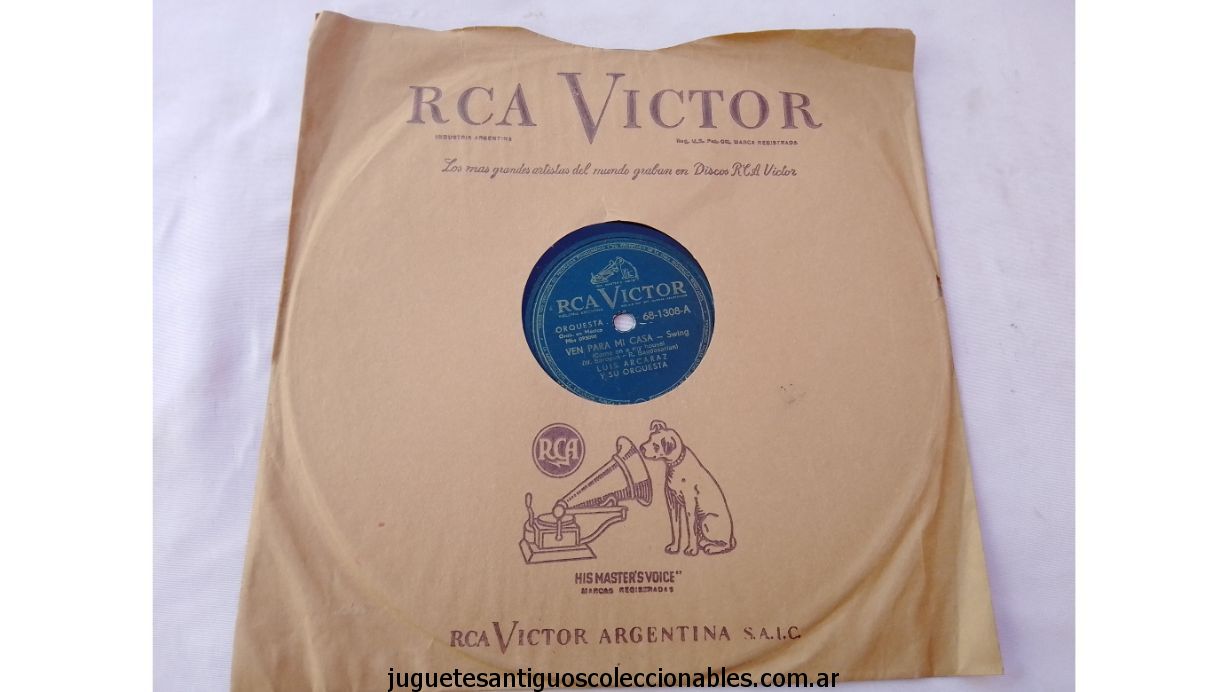 RCA VICTOR
INDUSTRIA ARGENTINA
Reg. U.S. Pat. Off. MARCA REGISTRADA
Los mas grandes artistas del mundo graban en Discos RCA Victor
RCA VICTOR
ORQUESTA
68-1308-A
VEN PARA MI CASA - Swing
(Come on a my house)
(W. Saroyan - R. Bagdasarian)
LUIS ARCARAZ
Y SU ORQUESTA
RCA
"HIS MASTER'S VOICE"
MARCAS REGISTRADAS
RCA VICTOR ARGENTINA S.A.I.C.
juguetesantiguoscoleccionables.com.ar